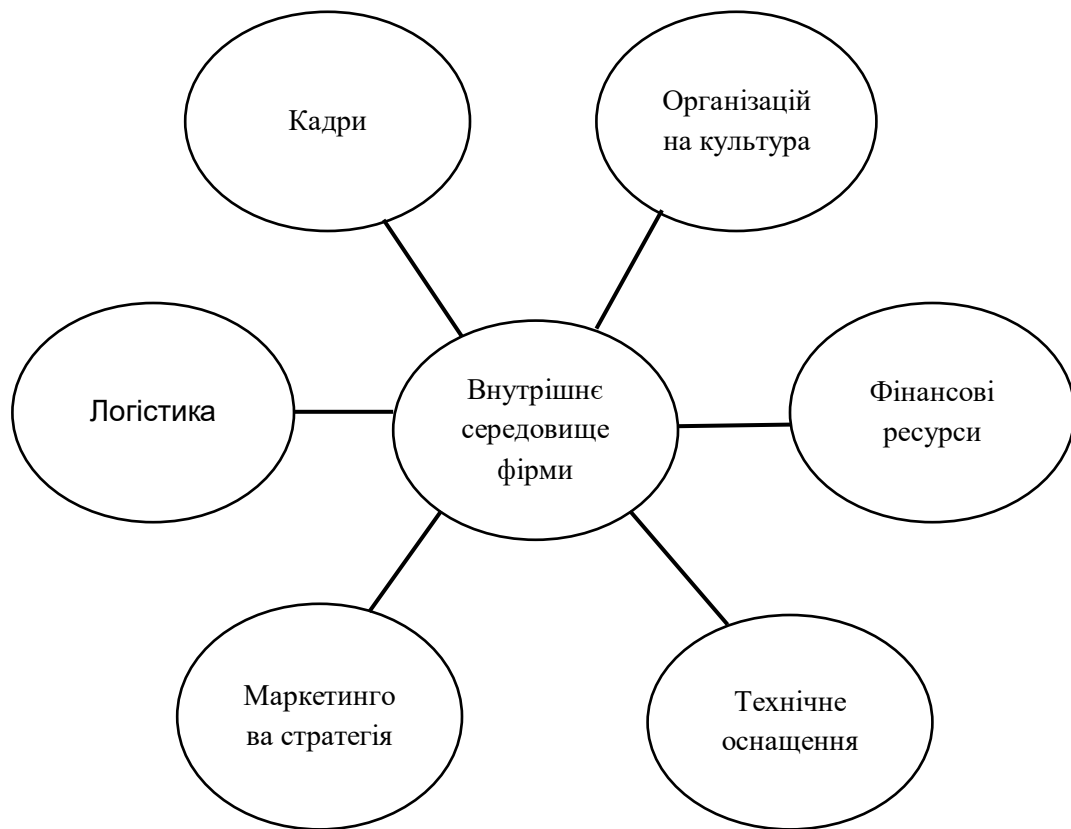 Кадри
Організацій
на культура
Логістика
Внутрішнє
середовище
фірми
Фінансові
ресурси
Маркетинго
ва стратегія
Технічне
оснащення